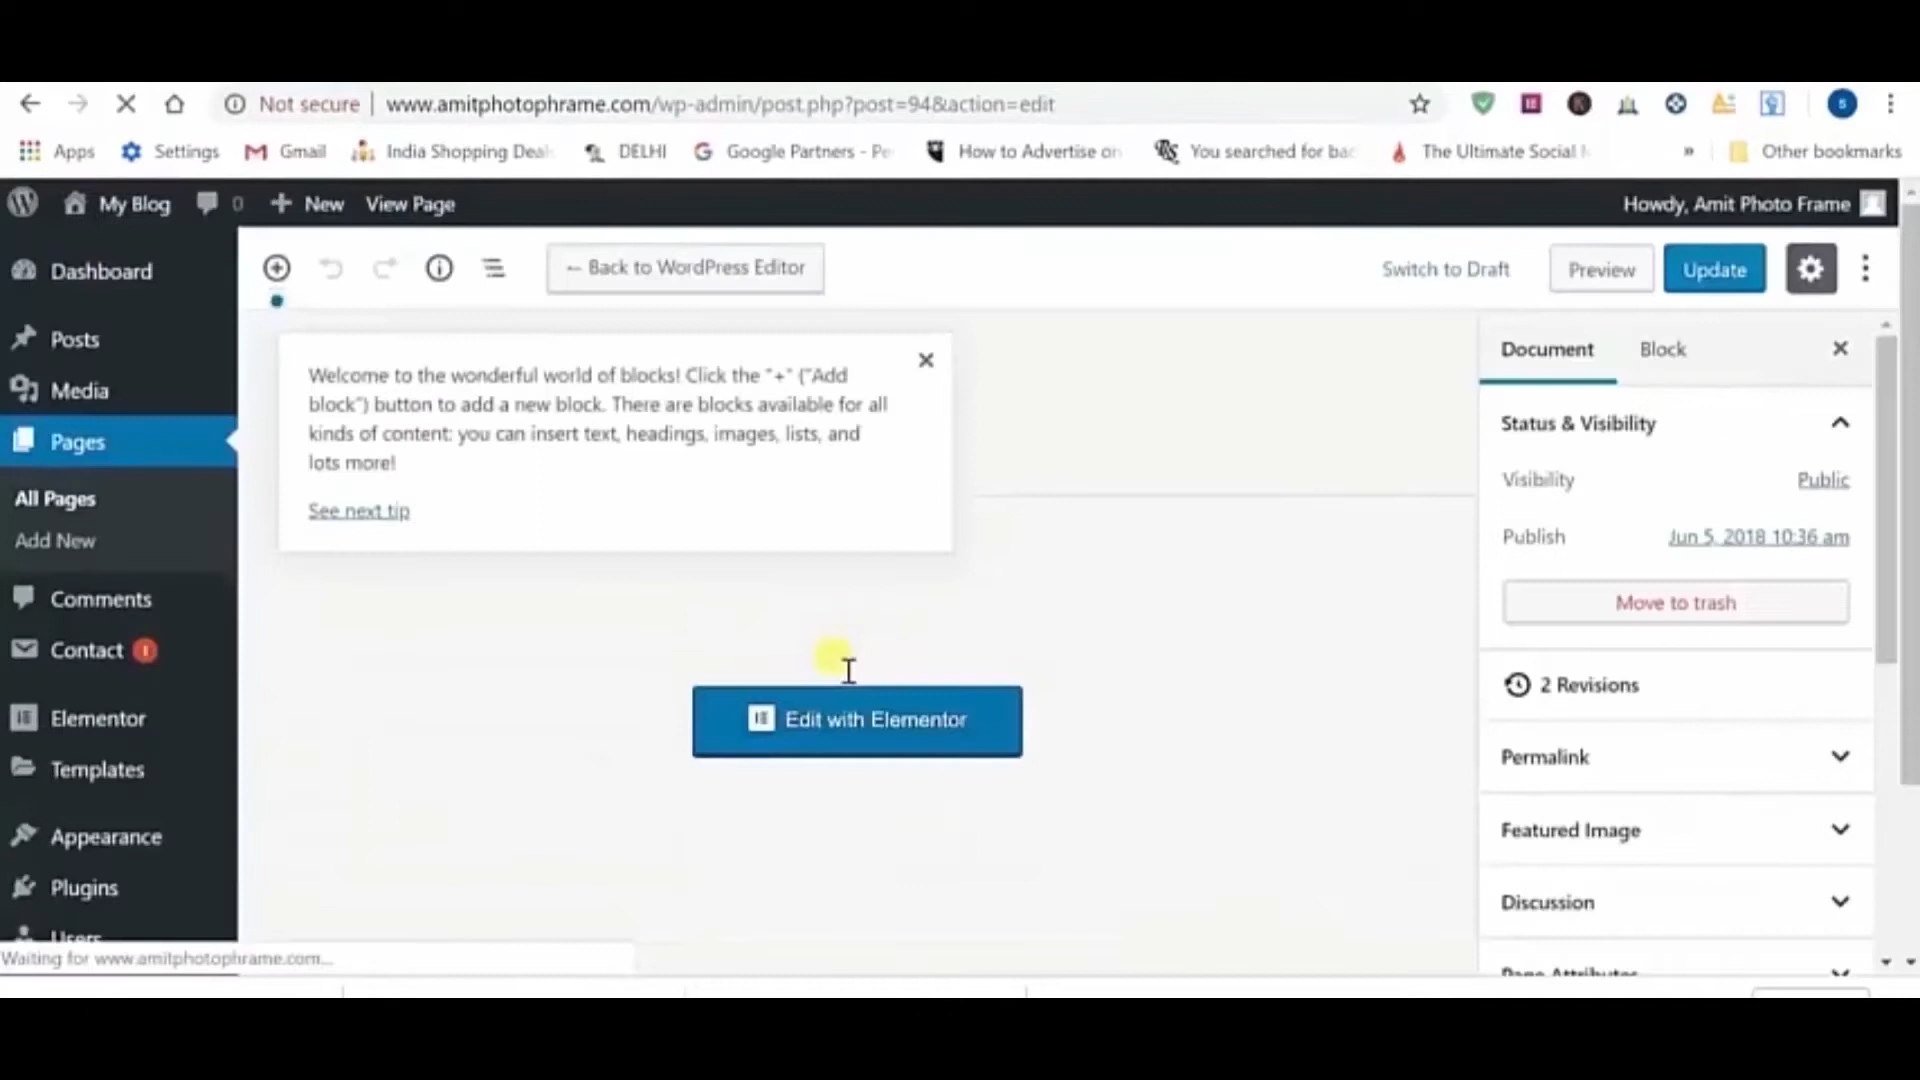 Not secure | www.amitphotophrame.com/wp-admin/post.php?post=94&action=edit
Apps Settings Gmail India Shopping Deal DELHI Google Partners - Pe How to Advertise on You searched for bac The Ultimate Social » Other bookmarks
My Blog 0 New View Page Howdy, Amit Photo Frame
← Back to WordPress Editor Switch to Draft Preview Update
Dashboard
Posts
Media
Pages
All Pages
Add New
Comments
Contact 1
Elementor
Templates
Appearance
Plugins
Users
Welcome to the wonderful world of blocks! Click the "+" ("Add
block") button to add a new block. There are blocks available for all
kinds of content: you can insert text, headings, images, lists, and
lots more!
See next tip
Edit with Elementor
Document Block
Status & Visibility
Visibility Public
Publish Jun 5, 2018 10:36 am
Move to trash
2 Revisions
Permalink
Featured Image
Discussion
Page Attributes
Waiting for www.amitphotophrame.com...